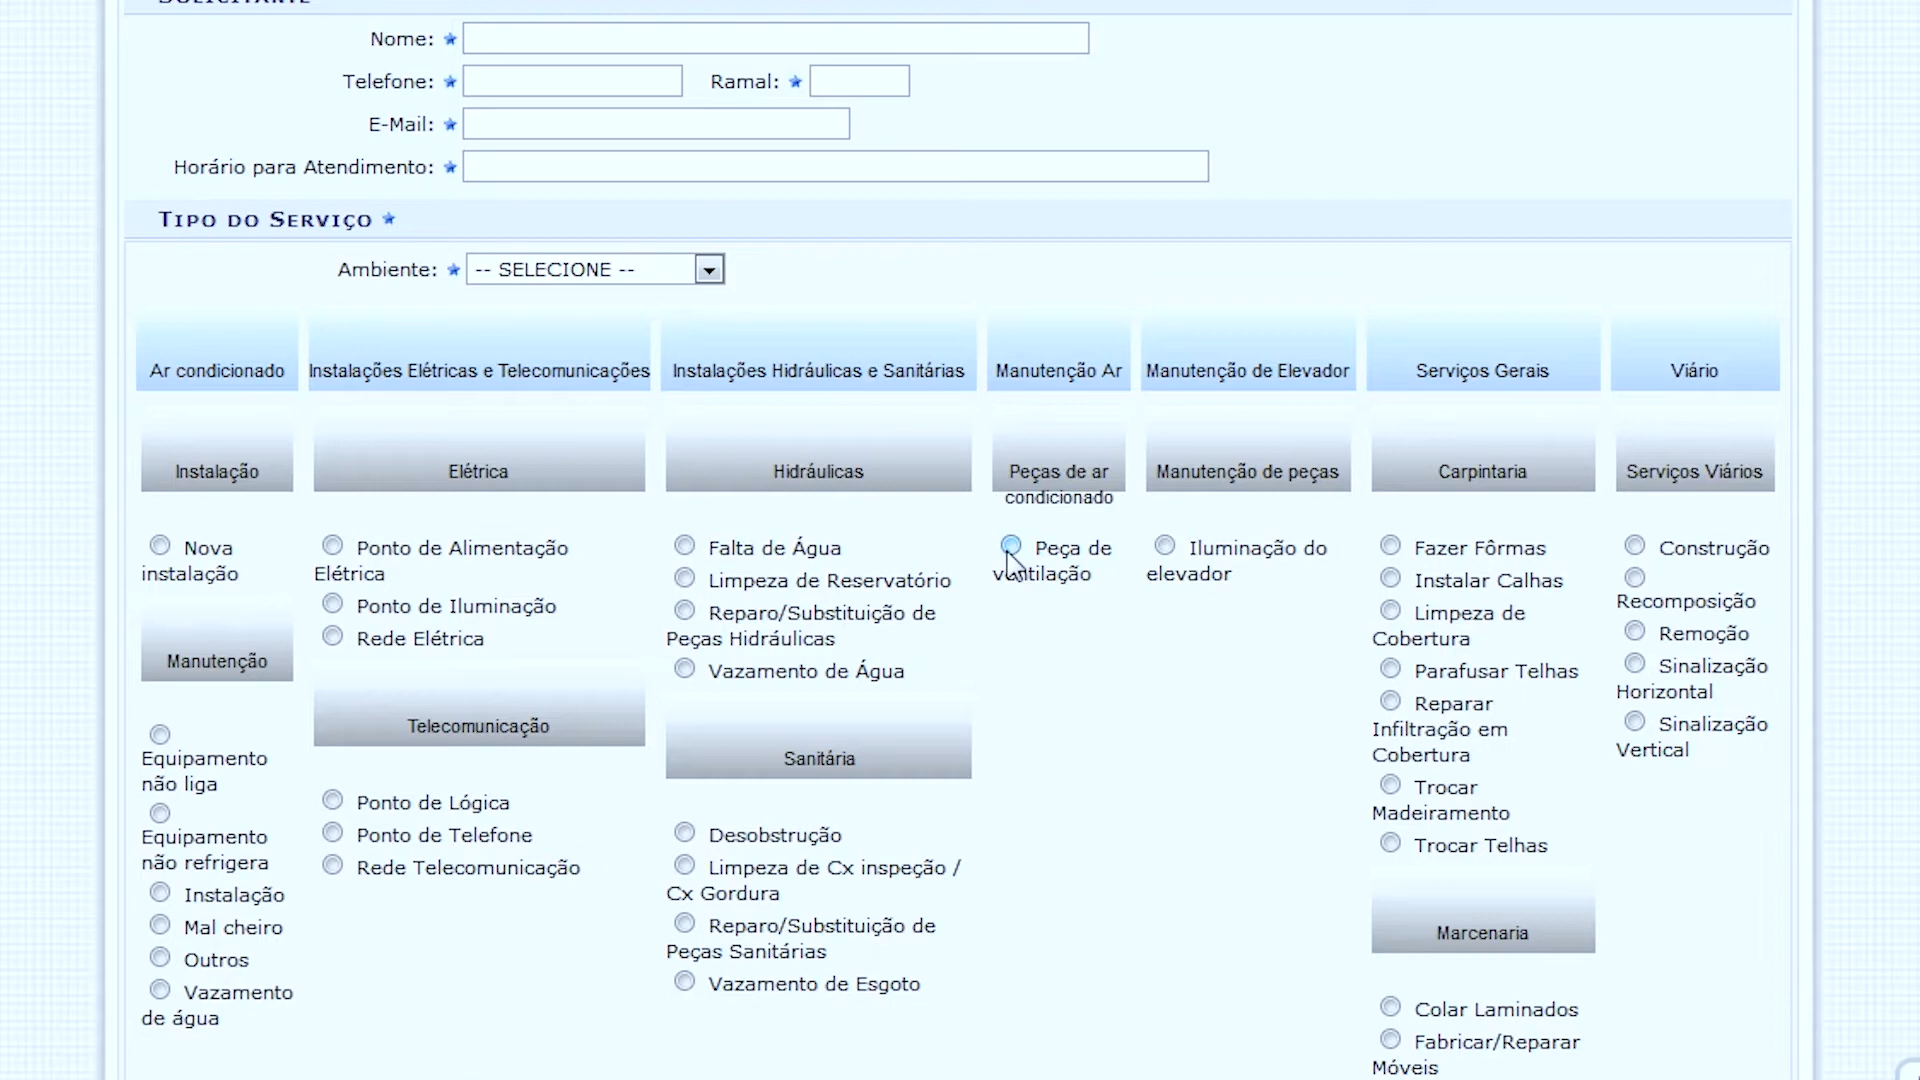 SOLICITANTE
Nome:
Telefone: Ramal:
E-Mail:
Horário para Atendimento:
TIPO DO SERVIÇO
Ambiente: -- SELECIONE --
Ar condicionado
Instalação
Nova
instalação
Manutenção
Equipamento
não liga
Equipamento
não refrigera
Instalação
Mal cheiro
Outros
Vazamento
de água
Instalações Elétricas e Telecomunicações
Elétrica
Ponto de Alimentação
Elétrica
Ponto de Iluminação
Rede Elétrica
Telecomunicação
Ponto de Lógica
Ponto de Telefone
Rede Telecomunicação
Instalações Hidráulicas e Sanitárias
Hidráulicas
Falta de Água
Limpeza de Reservatório
Reparo/Substituição de
Peças Hidráulicas
Vazamento de Água
Sanitária
Desobstrução
Limpeza de Cx inspeção /
Cx Gordura
Reparo/Substituição de
Peças Sanitárias
Vazamento de Esgoto
Manutenção Ar
Peças de ar
condicionado
Peça de
ventilação
Manutenção de Elevador
Manutenção de peças
Iluminação do
elevador
Serviços Gerais
Carpintaria
Fazer Fôrmas
Instalar Calhas
Limpeza de
Cobertura
Parafusar Telhas
Reparar
Infiltração em
Cobertura
Trocar
Madeiramento
Trocar Telhas
Marcenaria
Colar Laminados
Fabricar/Reparar
Móveis
Viário
Serviços Viários
Construção
Recomposição
Remoção
Sinalização
Horizontal
Sinalização
Vertical